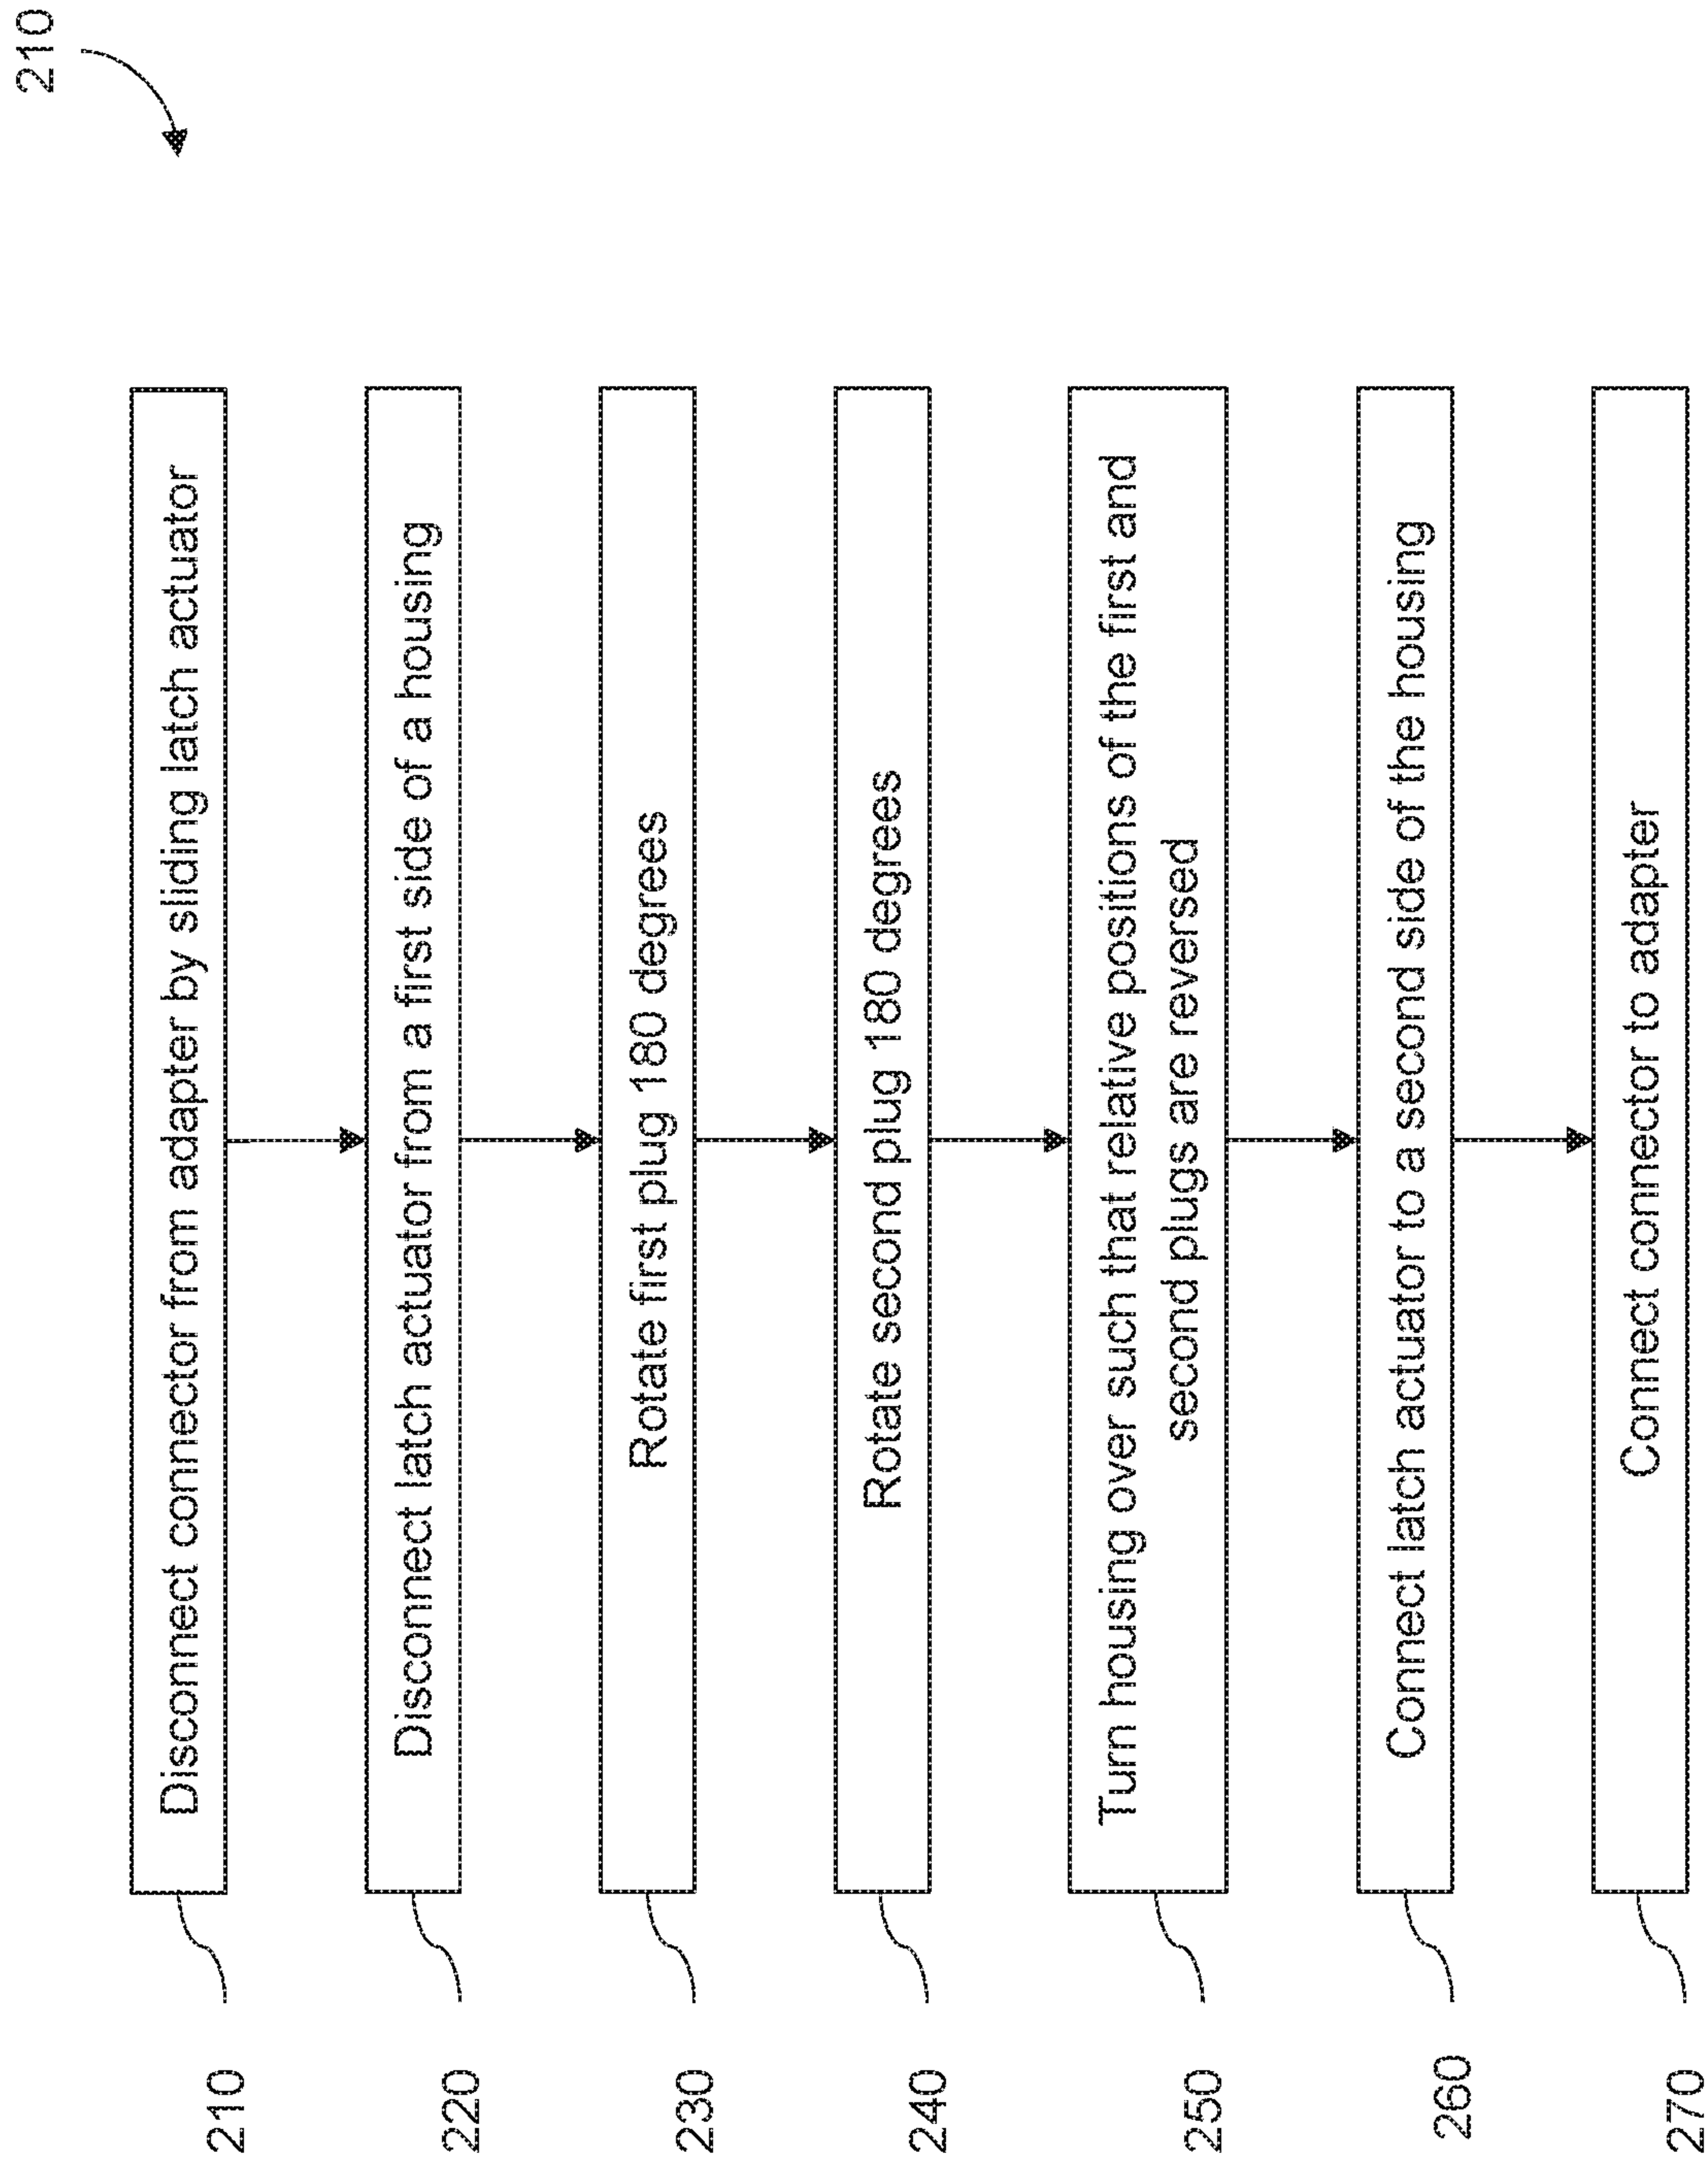 210
210
Disconnect connector from adapter by sliding latch actuator
220
Disconnect latch actuator from a first side of a housing
230
Rotate first plug 180 degrees
240
Rotate second plug 180 degrees
250
Turn housing over such that relative positions of the first and
second plugs are reversed
260
Connect latch actuator to a second side of the housing
270
Connect connector to adapter